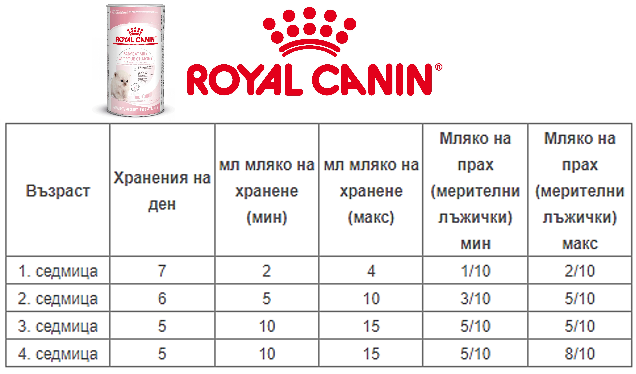 ROYAL CANIN
ROYAL CANIN®
Възраст
Хранения на
ден
мл мляко на
хранене
(мин)
мл мляко на
хранене
(макс)
Мляко на
прах
(мерителни
лъжички)
мин
Мляко на
прах
(мерителни
лъжички)
макс
1. седмица 7 2 4 1/10 2/10
2. седмица 6 5 10 3/10 5/10
3. седмица 5 10 15 5/10 5/10
4. седмица 5 10 15 5/10 8/10